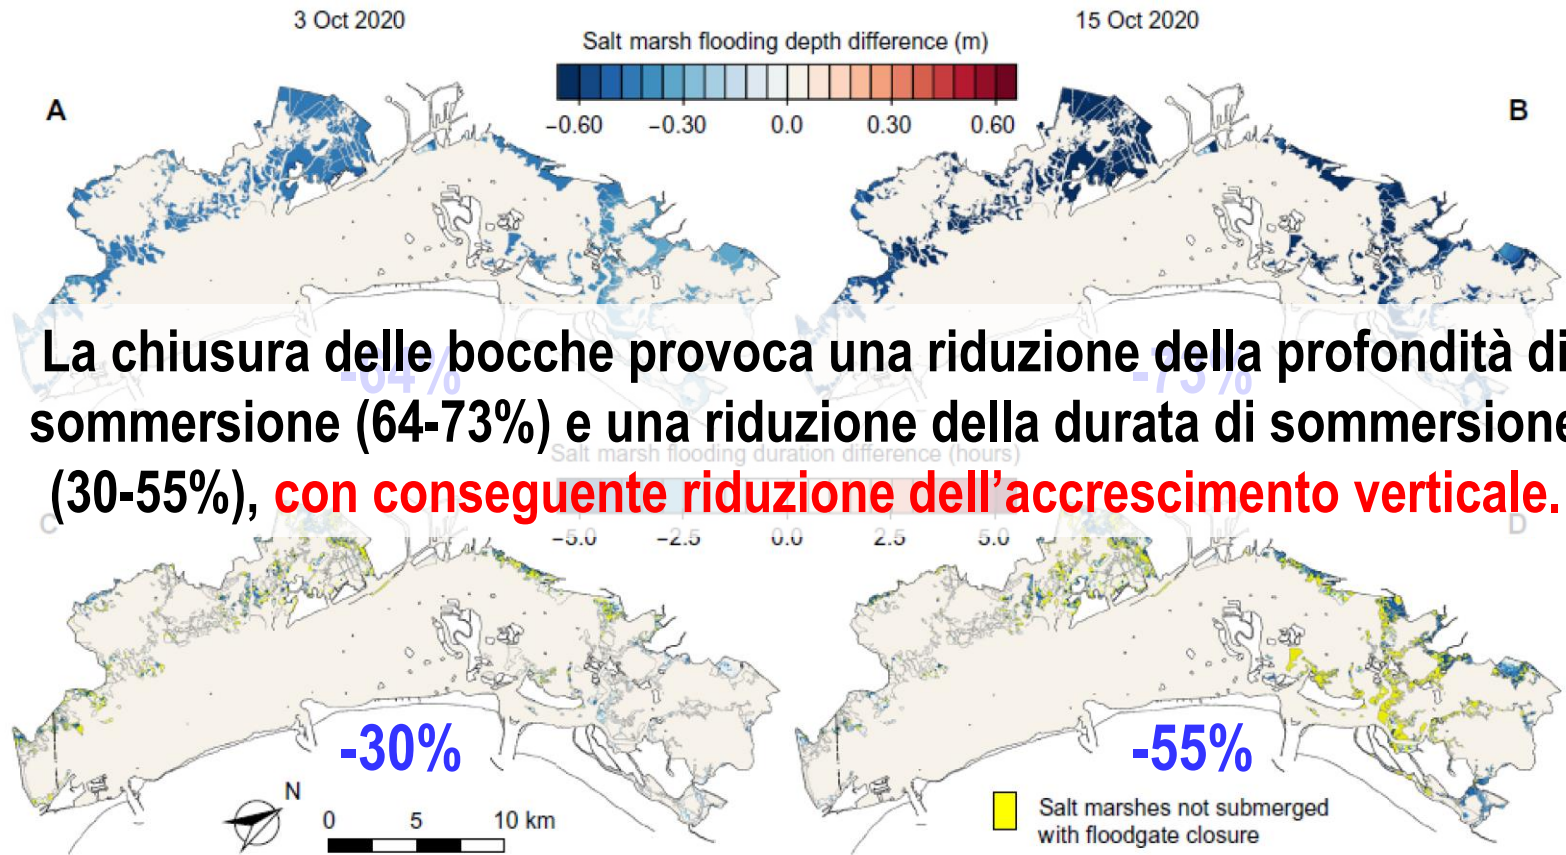 3 Oct 2020
15 Oct 2020
Salt marsh flooding depth difference (m)
A
B
−0.60 −0.30 0.0 0.30 0.60
-64%
-73%
La chiusura delle bocche provoca una riduzione della profondità di
sommersione (64-73%) e una riduzione della durata di sommersione
(30-55%), con conseguente riduzione dell’accrescimento verticale.
Salt marsh flooding duration difference (hours)
C
D
−5.0 −2.5 0.0 2.5 5.0
-30%
-55%
N
0 5 10 km
Salt marshes not submerged
with floodgate closure